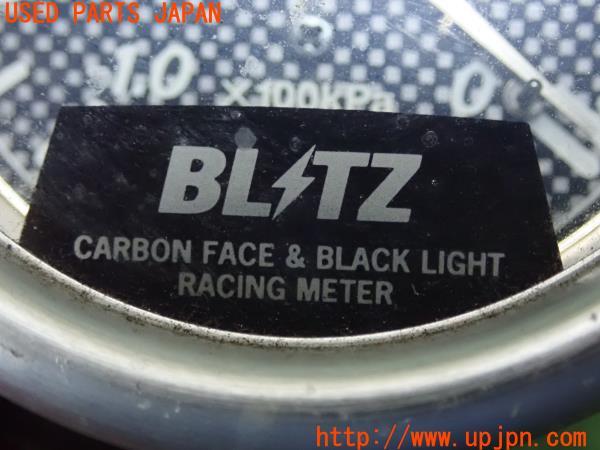 USED PARTS JAPAN
1.0 0
×100kPa
BLITZ
CARBON FACE & BLACK LIGHT
RACING METER
http://www.upjpn.com/